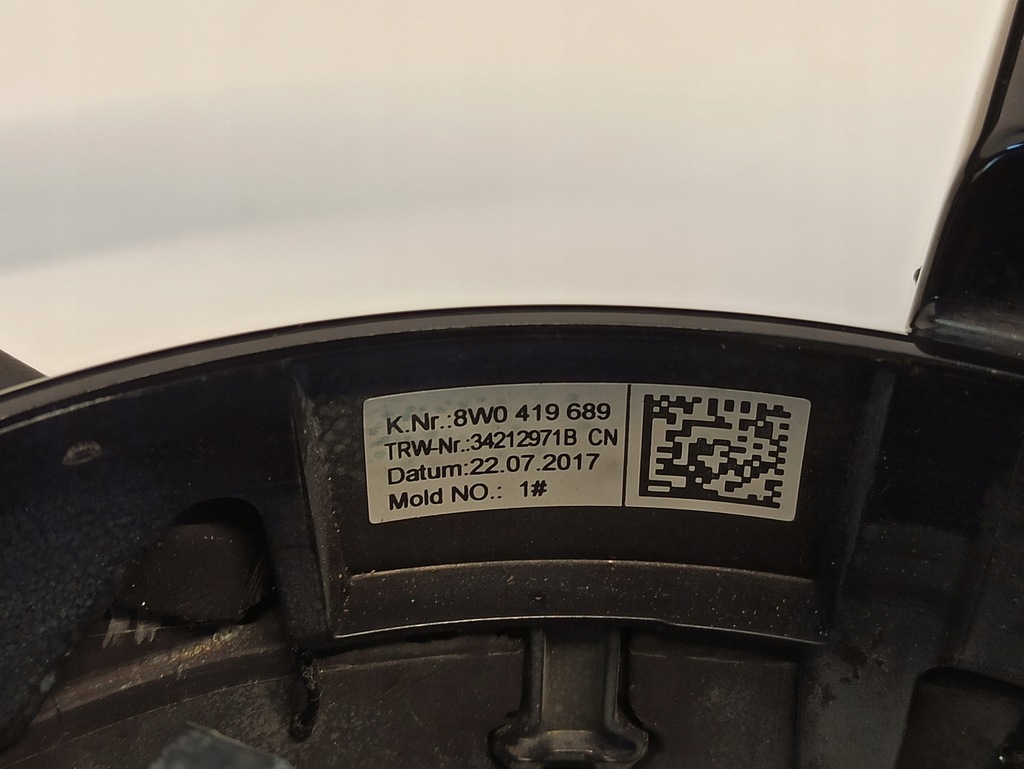 K.Nr.:8W0 419 689
TRW-Nr.:34212971B CN
Datum:22.07.2017
Mold NO.: 1#